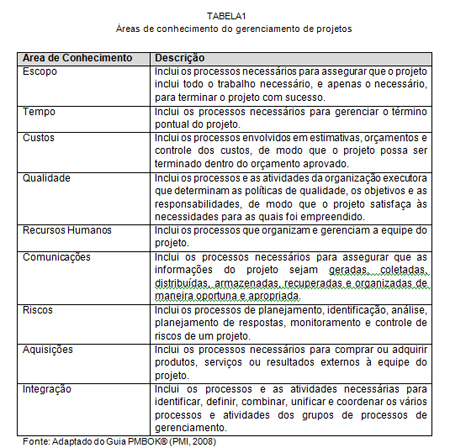 TABELA1
Áreas de conhecimento do gerenciamento de projetos
Area de Conhecimento Descrição
Escopo Inclui os processos necessários para assegurar que o projeto
inclui todo o trabalho necessário, e apenas o necessário,
para terminar o projeto com sucesso.
Tempo Inclui os processos necessários para gerenciar o término
pontual do projeto.
Custos Inclui os processos envolvidos em estimativas, orçamentos e
controle dos custos, de modo que o projeto possa ser
terminado dentro do orçamento aprovado.
Qualidade Inclui os processos e as atividades da organização executora
que determinam as políticas de qualidade, os objetivos e as
responsabilidades, de modo que o projeto satisfaça às
necessidades para as quais foi empreendido.
Recursos Humanos Inclui os processos que organizam e gerenciam a equipe do
projeto.
Comunicações Inclui os processos necessários para assegurar que as
informações do projeto sejam geradas, coletadas,
distribuídas, armazenadas, recuperadas e organizadas de
maneira oportuna e apropriada.
Riscos Inclui os processos de planejamento, identificação, análise,
planejamento de respostas, monitoramento e controle de
riscos de um projeto.
Aquisições Inclui os processos necessários para comprar ou adquirir
produtos, serviços ou resultados externos à equipe do
projeto.
Integração Inclui os processos e as atividades necessárias para
identificar, definir, combinar, unificar e coordenar os vários
processos e atividades dos grupos de processos de
gerenciamento.
Fonte: Adaptado do Guia PMBOK® (PMI, 2008)